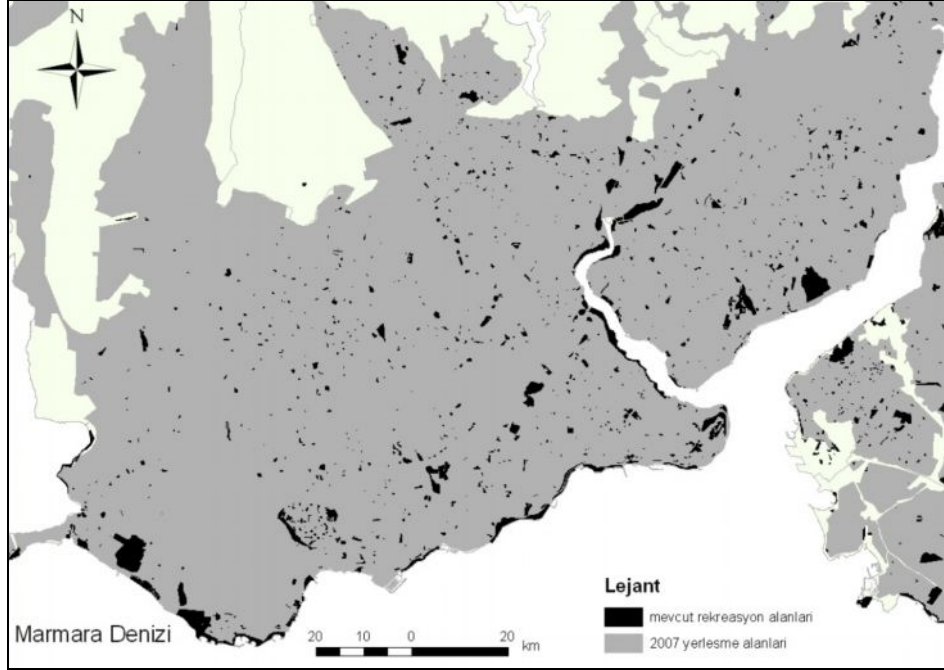 N
Lejant
mevcut rekreasyon alanlari
2007 yerlesme alanlari
Marmara Denizi
20 10 0 20 km